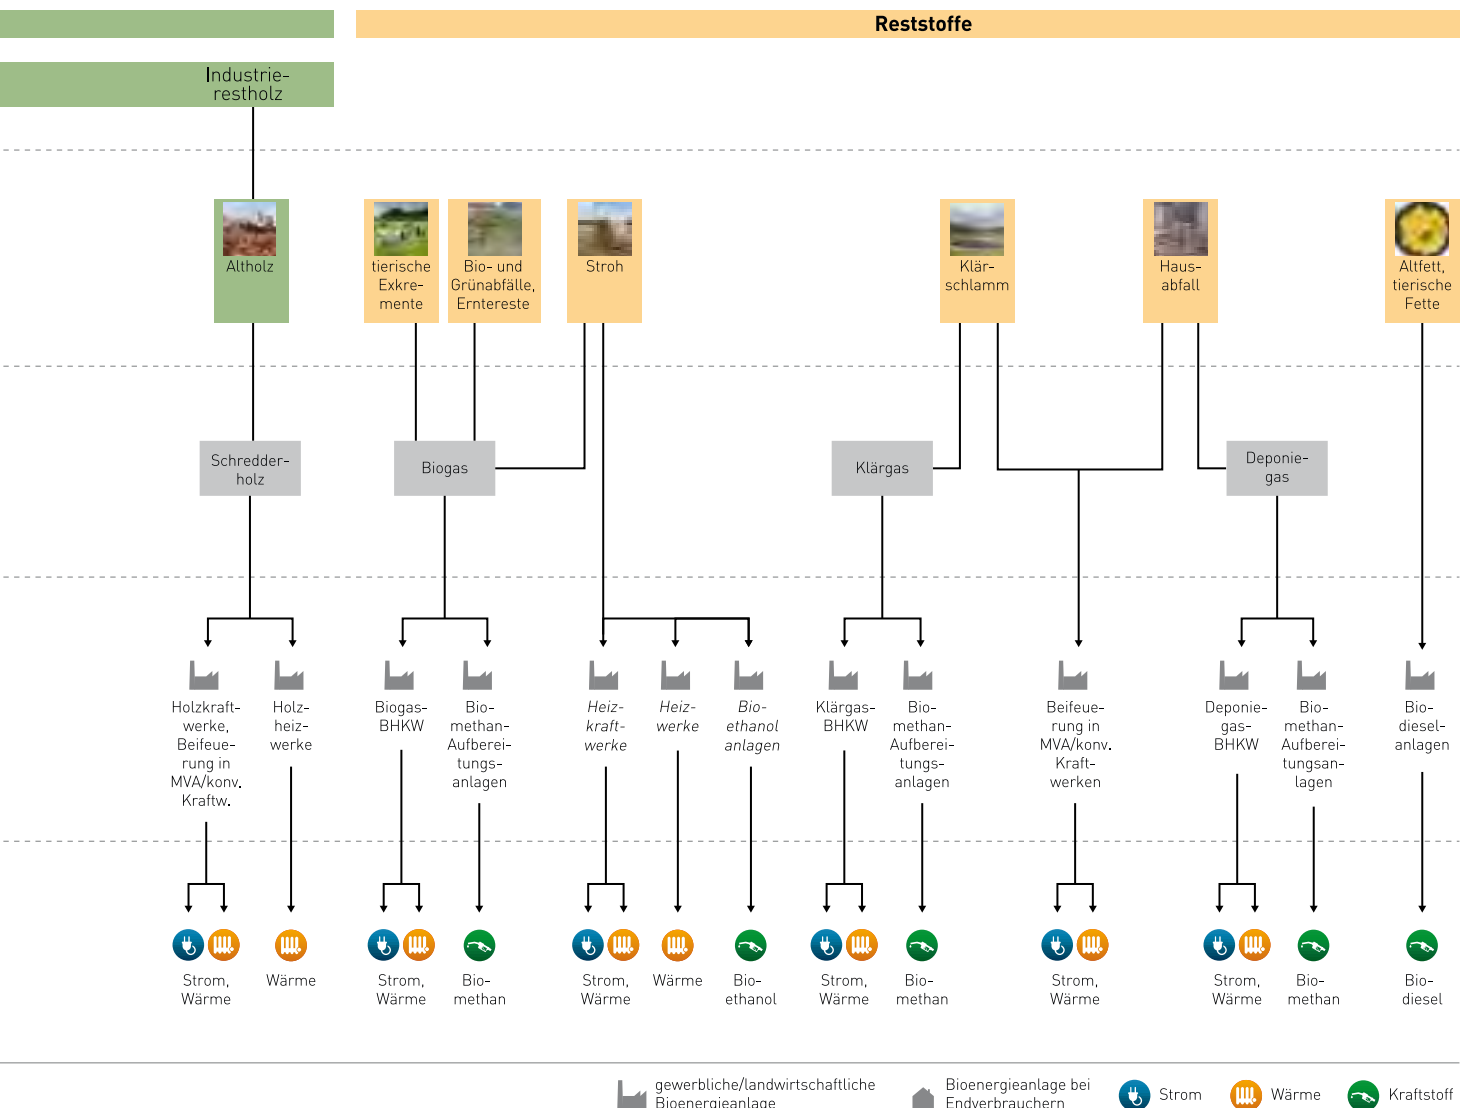 Reststoffe
Industrie-
restholz
Altholz
tierische
Exkre-
mente
Bio- und
Grünabfälle,
Erntereste
Stroh
Klär-
schlamm
Haus-
abfall
Altfett,
tierische
Fette
Schredder-
holz
Biogas
Klärgas
Deponie-
gas
Holzkraft-
werke,
Beifeue-
rung in
MVA/konv.
Kraftw.
Holz-
heiz-
werke
Biogas-
BHKW
Bio-
methan-
Aufberei-
tungs-
anlagen
Heiz-
kraft-
werke
Heiz-
werke
Bio-
ethanol
anlagen
Klärgas-
BHKW
Bio-
methan-
Aufberei-
tungs-
anlagen
Beifeue-
rung in
MVA/konv.
Kraft-
werken
Deponie-
gas-
BHKW
Bio-
methan-
Aufberei-
tungsan-
lagen
Bio-
diesel-
anlagen
Strom,
Wärme
Wärme
Strom,
Wärme
Bio-
methan
Strom,
Wärme
Wärme
Bio-
ethanol
Strom,
Wärme
Bio-
methan
Strom,
Wärme
Strom,
Wärme
Bio-
methan
Bio-
diesel
gewerbliche/landwirtschaftliche
Bioenergieanlage
Bioenergieanlage bei
Endverbrauchern
Strom
Wärme
Kraftstoff